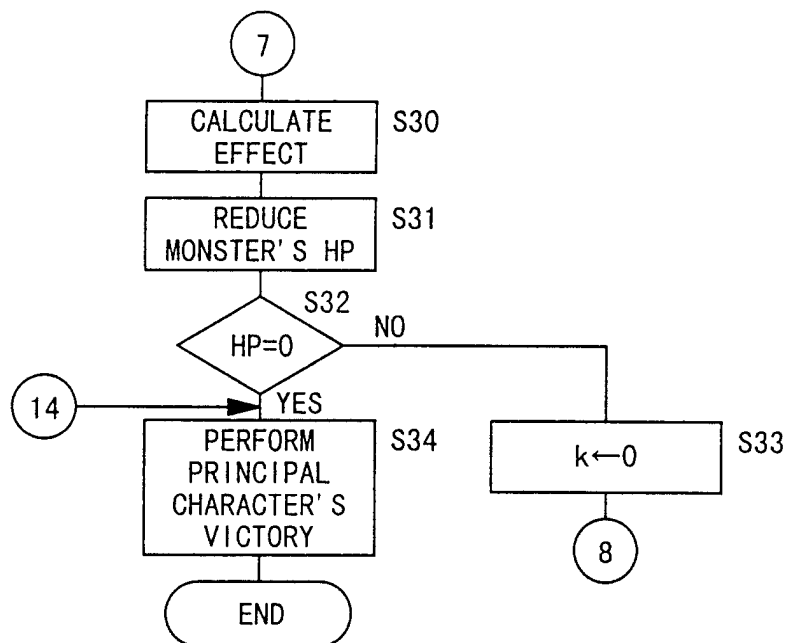 7
CALCULATE
EFFECT
S30
REDUCE
MONSTER'S HP
S31
S32
HP=0
NO
14
YES
PERFORM
PRINCIPAL
CHARACTER'S
VICTORY
S34
k←0
S33
8
END